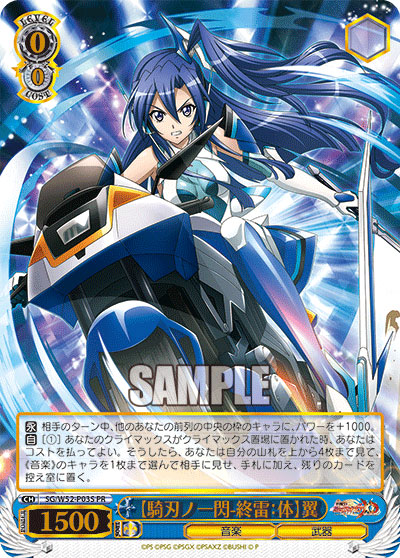 LEVEL
0
0
COST
SAMPLE
永 相手のターン中、他のあなたの前列の中央の枠のキャラに、パワーを+1000。
自 [①] あなたのクライマックスがクライマックス置場に置かれた時、あなたは
コストを払ってよい。そうしたら、あなたは自分の山札を上から4枚まで見て、
《音楽》のキャラを1枚まで選んで相手に見せ、手札に加え、残りのカードを
控え室に置く。
CH
SG/W52-P03S PR
POWER
1500
【騎刃ノ一閃-終雷:体】翼
音楽
武器
©PS ©PSG ©PSGX ©PSAXZ ©BUSHI ©P